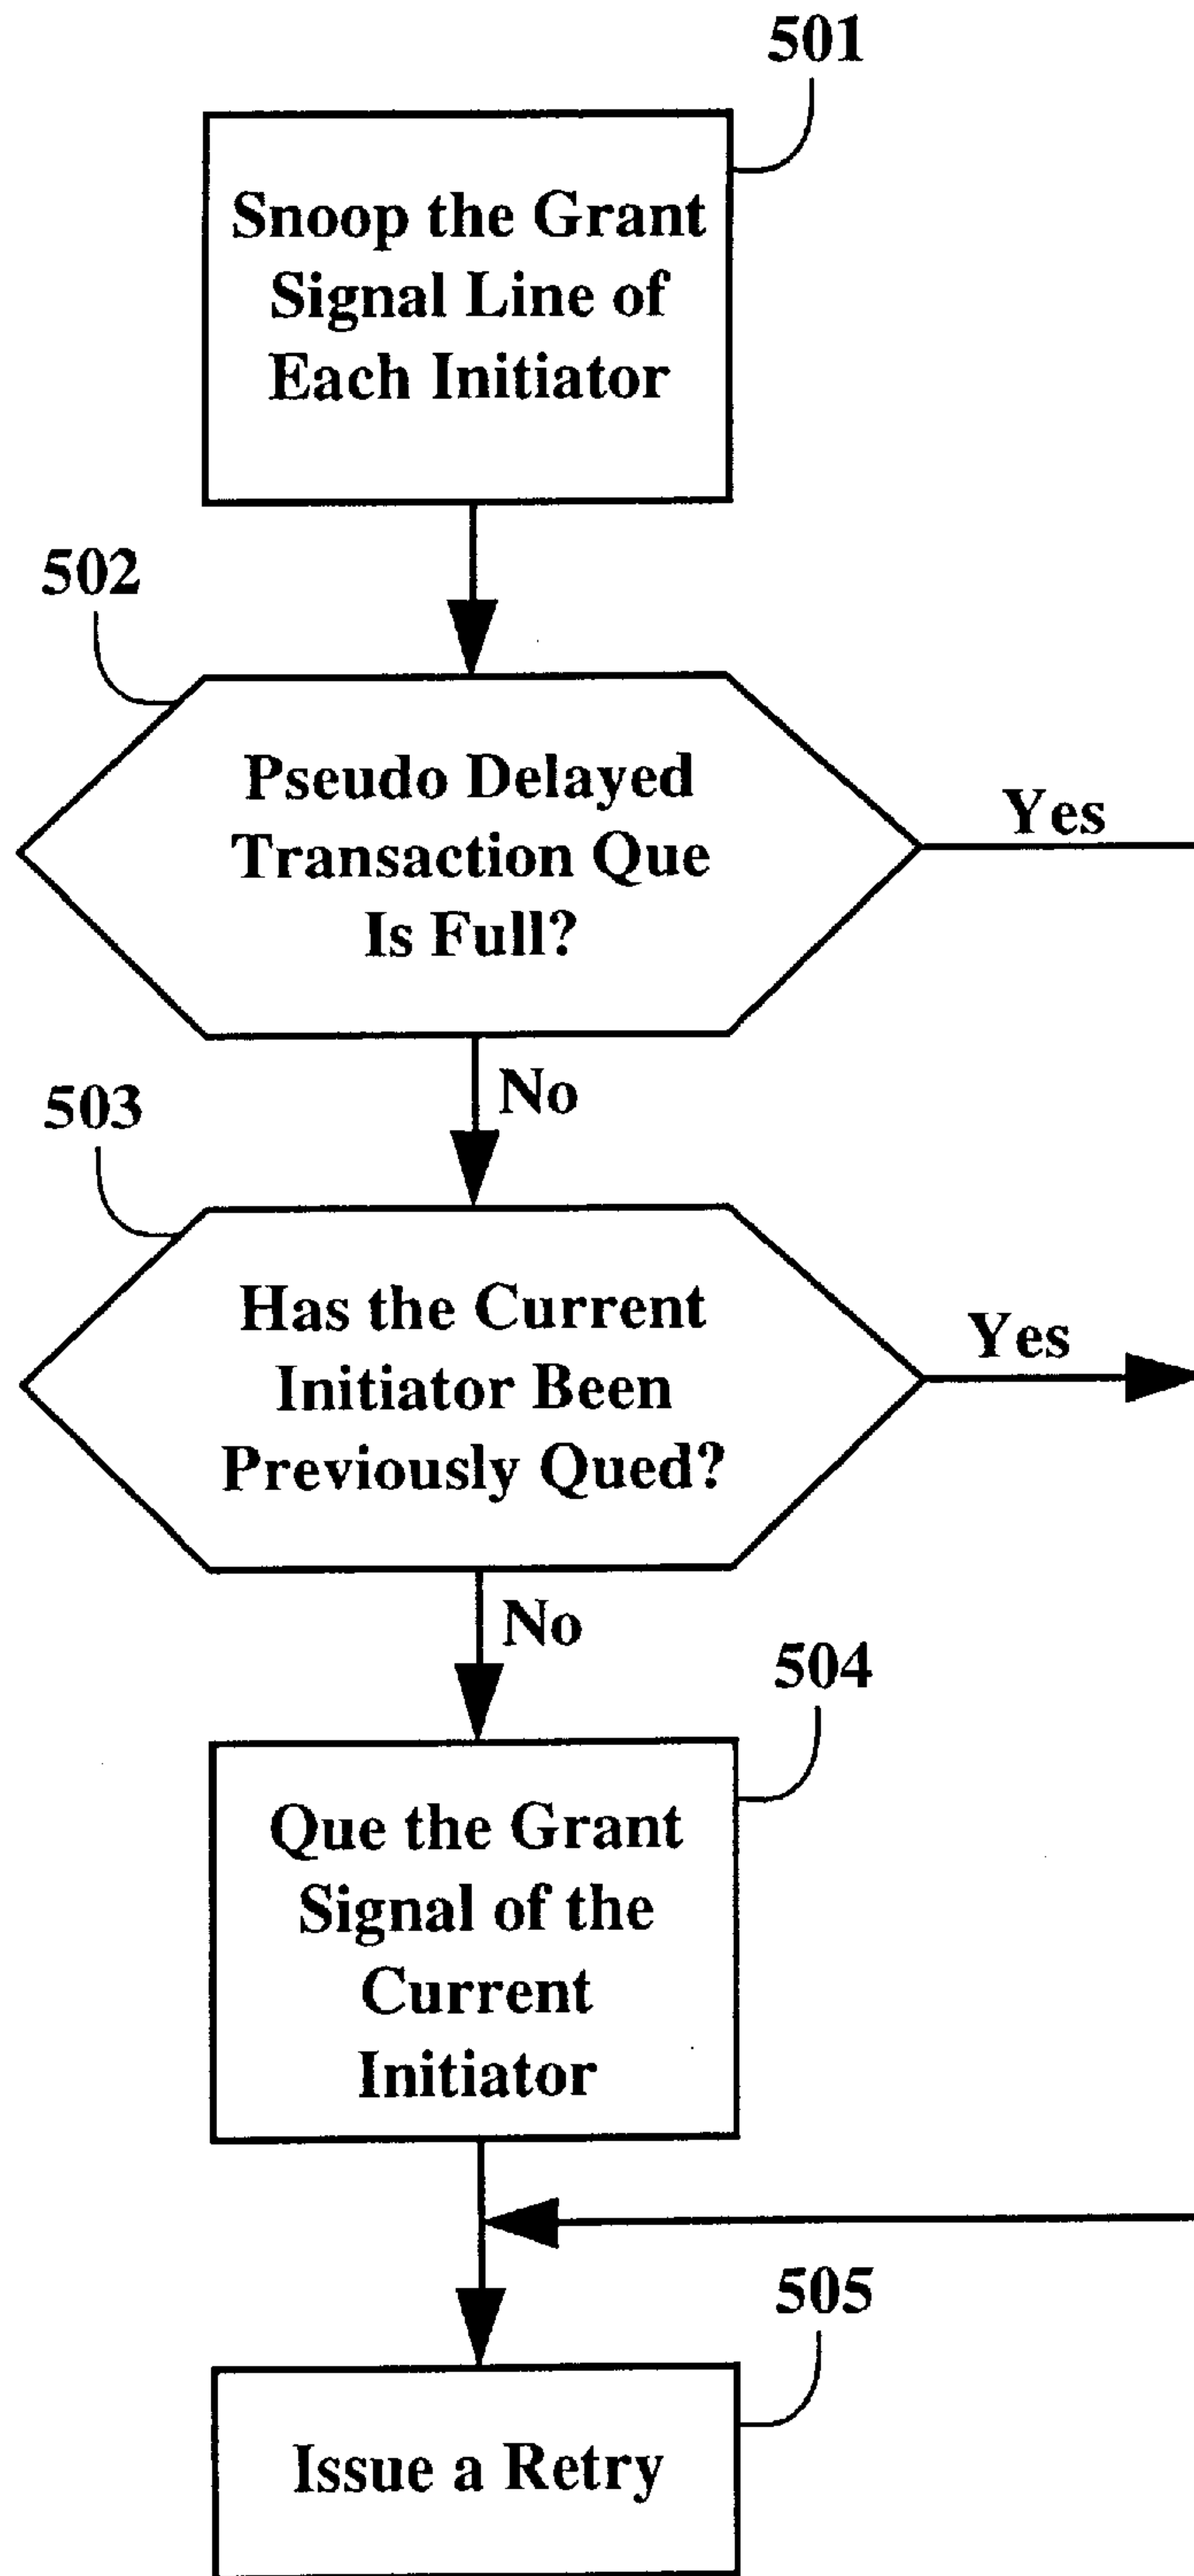 501
Snoop the Grant
Signal Line of
Each Initiator
502
Pseudo Delayed
Transaction Que
Is Full?
Yes
No
503
Has the Current
Initiator Been
Previously Qued?
Yes
No
504
Que the Grant
Signal of the
Current
Initiator
505
Issue a Retry